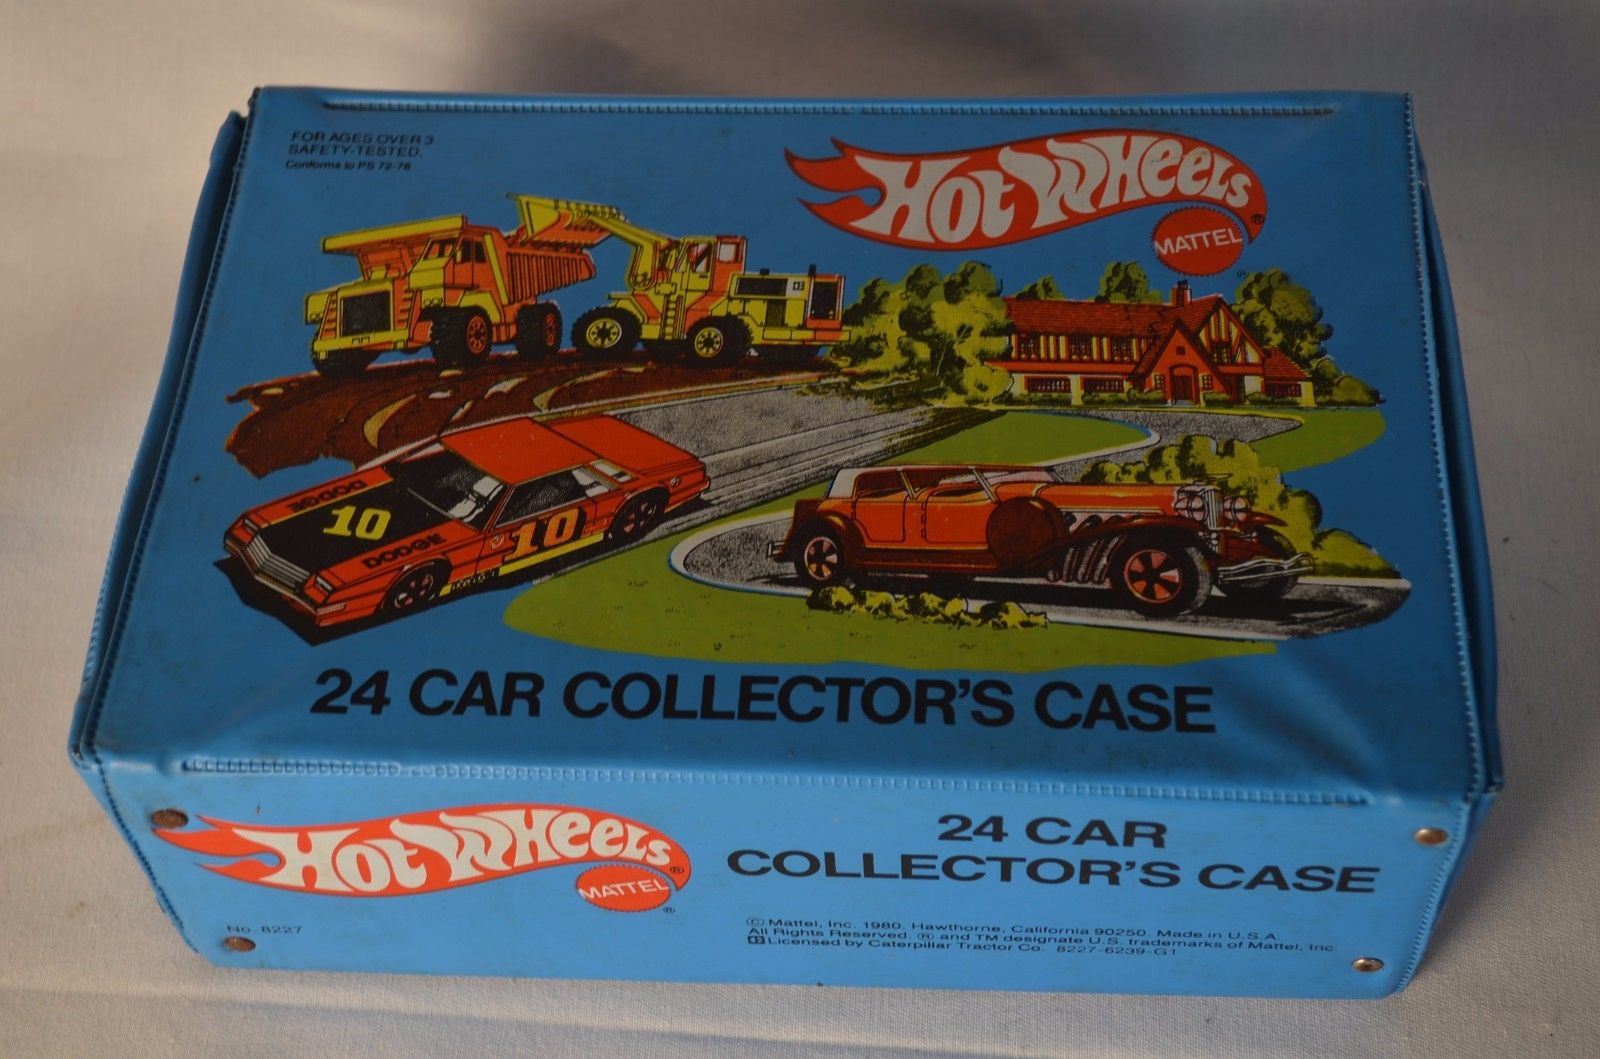 FOR AGES OVER 3
SAFETY-TESTED.
Conforms to PS 72-76
HOT WHEELS ®
MATTEL ®
10
DODGE
10
24 CAR COLLECTOR'S CASE
HOT WHEELS ®
MATTEL ®
24 CAR
COLLECTOR'S CASE
No. 8227
© Mattel, Inc. 1980. Hawthorne, California 90250. Made in U.S.A.
All Rights Reserved. ® and TM designate U.S. trademarks of Mattel, Inc.
Licensed by Caterpillar Tractor Co. 8227-6239-G1